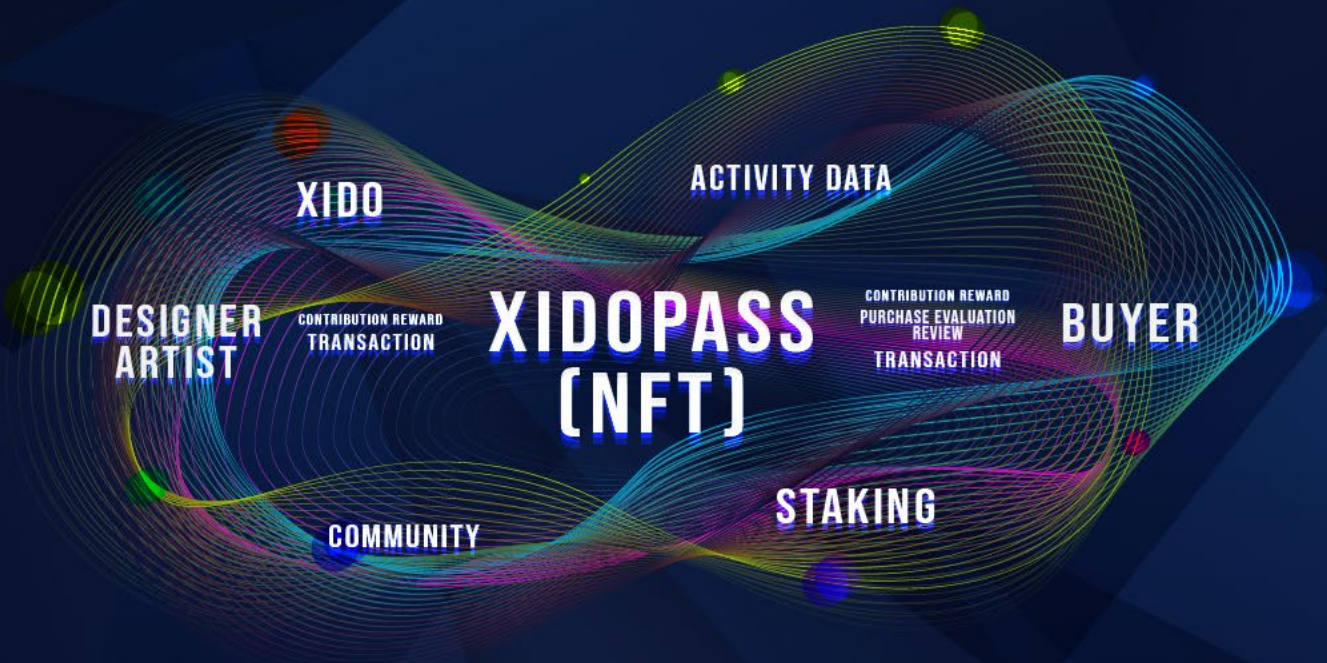 XIDO
ACTIVITY DATA
DESIGNER
ARTIST
CONTRIBUTION REWARD
TRANSACTION
XIDOPASS
(NFT)
CONTRIBUTION REWARD
PURCHASE EVALUATION
REVIEW
TRANSACTION
BUYER
COMMUNITY
STAKING